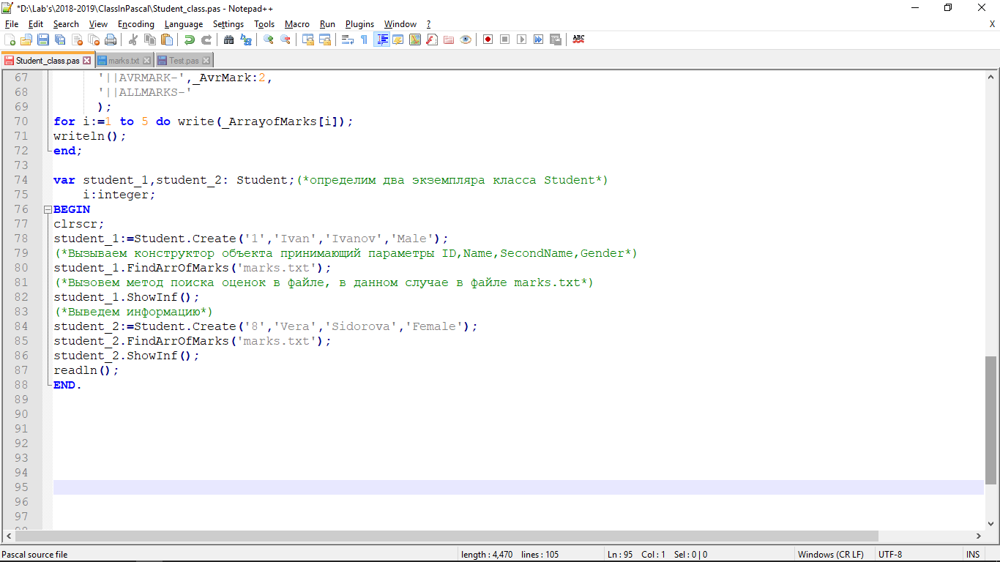 *D:\Lab's\2018-2019\ClassInPascal\Student_class.pas - Notepad++
File Edit Search View Encoding Language Settings Tools Macro Run Plugins Window ? X
ABC
Student_class.pas marks.txt Test.pas
67 '||AVRMARK-',_AvrMark:2,
68 '||ALLMARKS-'
69 );
70 for i:=1 to 5 do write(_ArrayofMarks[i]);
71 writeln();
72 end;
73
74 var student_1,student_2: Student;(*определим два экземпляра класса Student*)
75 i:integer;
76 BEGIN
77 clrscr;
78 student_1:=Student.Create('1','Ivan','Ivanov','Male');
79 (*Вызываем конструктор объекта принимающий параметры ID,Name,SecondName,Gender*)
80 student_1.FindArrOfMarks('marks.txt');
81 (*Вызовем метод поиска оценок в файле, в данном случае в файле marks.txt*)
82 student_1.ShowInf();
83 (*Выведем информацию*)
84 student_2:=Student.Create('8','Vera','Sidorova','Female');
85 student_2.FindArrOfMarks('marks.txt');
86 student_2.ShowInf();
87 readln();
88 END.
89
90
91
92
93
94
95
96
97
98
Pascal source file length : 4,470 lines : 105 Ln : 95 Col : 1 Sel : 0 | 0 Windows (CR LF) UTF-8 INS